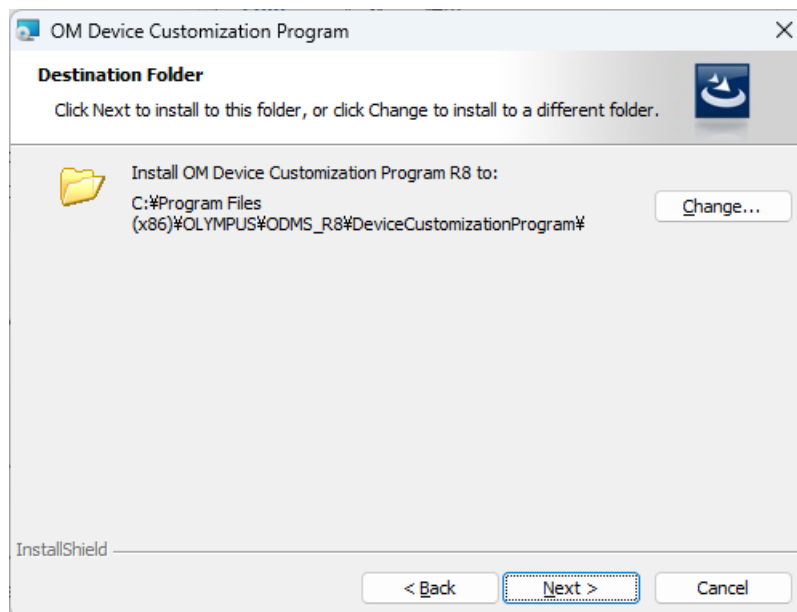 OM Device Customization Program
Destination Folder
Click Next to install to this folder, or click Change to install to a different folder.
Install OM Device Customization Program R8 to:
C:¥Program Files
(x86)¥OLYMPUS¥ODMS_R8¥DeviceCustomizationProgram¥
Change...
InstallShield
< Back
Next >
Cancel